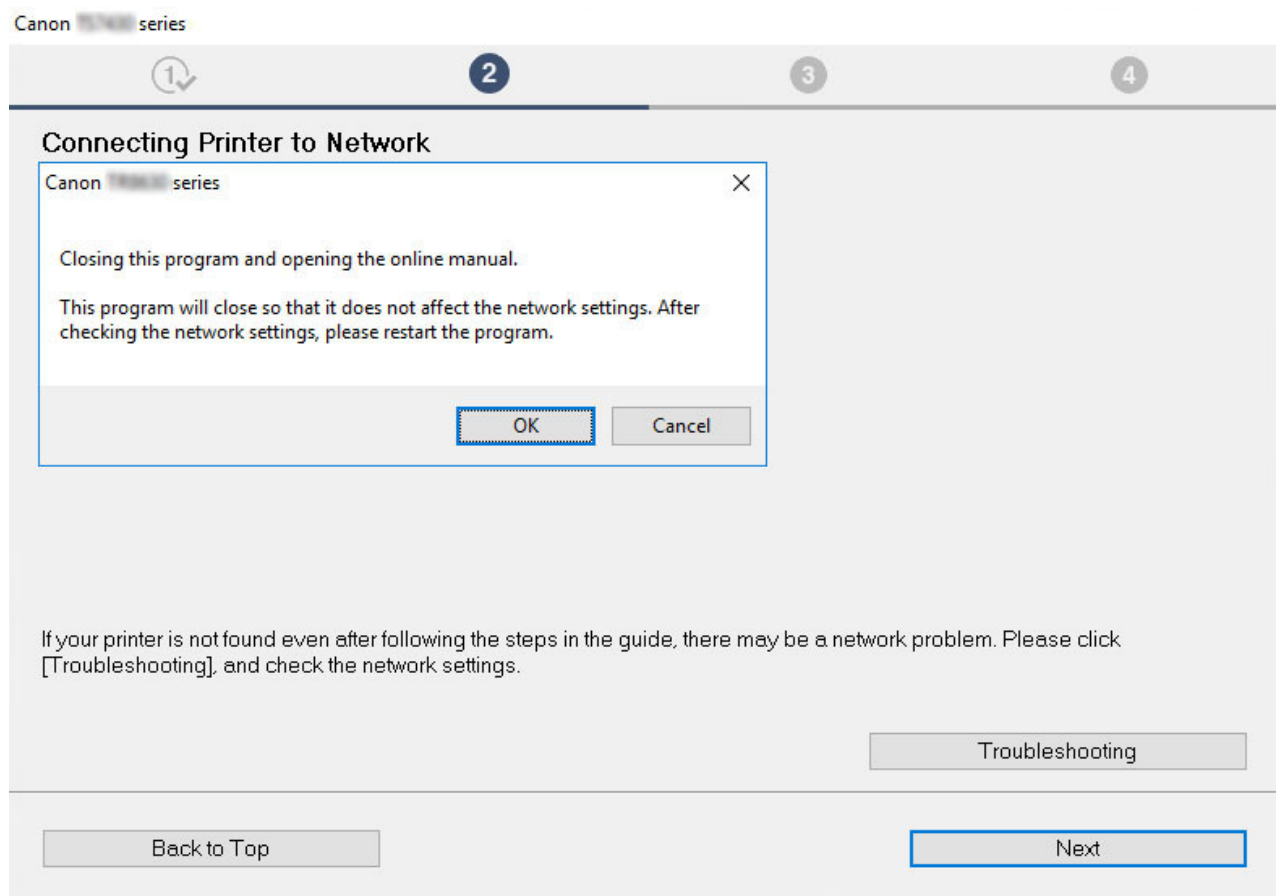 Canon series
1
2
3
4
Connecting Printer to Network
Canon series
Closing this program and opening the online manual.
This program will close so that it does not affect the network settings. After
checking the network settings, please restart the program.
OK
Cancel
If your printer is not found even after following the steps in the guide, there may be a network problem. Please click
[Troubleshooting], and check the network settings.
Troubleshooting
Back to Top
Next